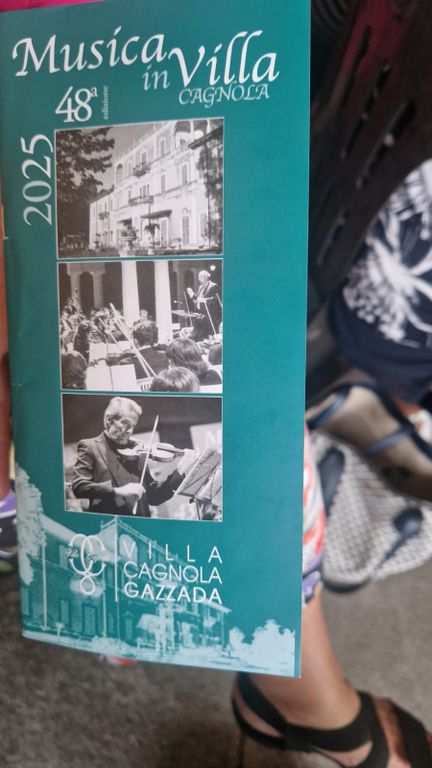 Musica
in Villa
CAGNOLA
48ª
edizione
2025
VILLA
CAGNOLA
GAZZADA